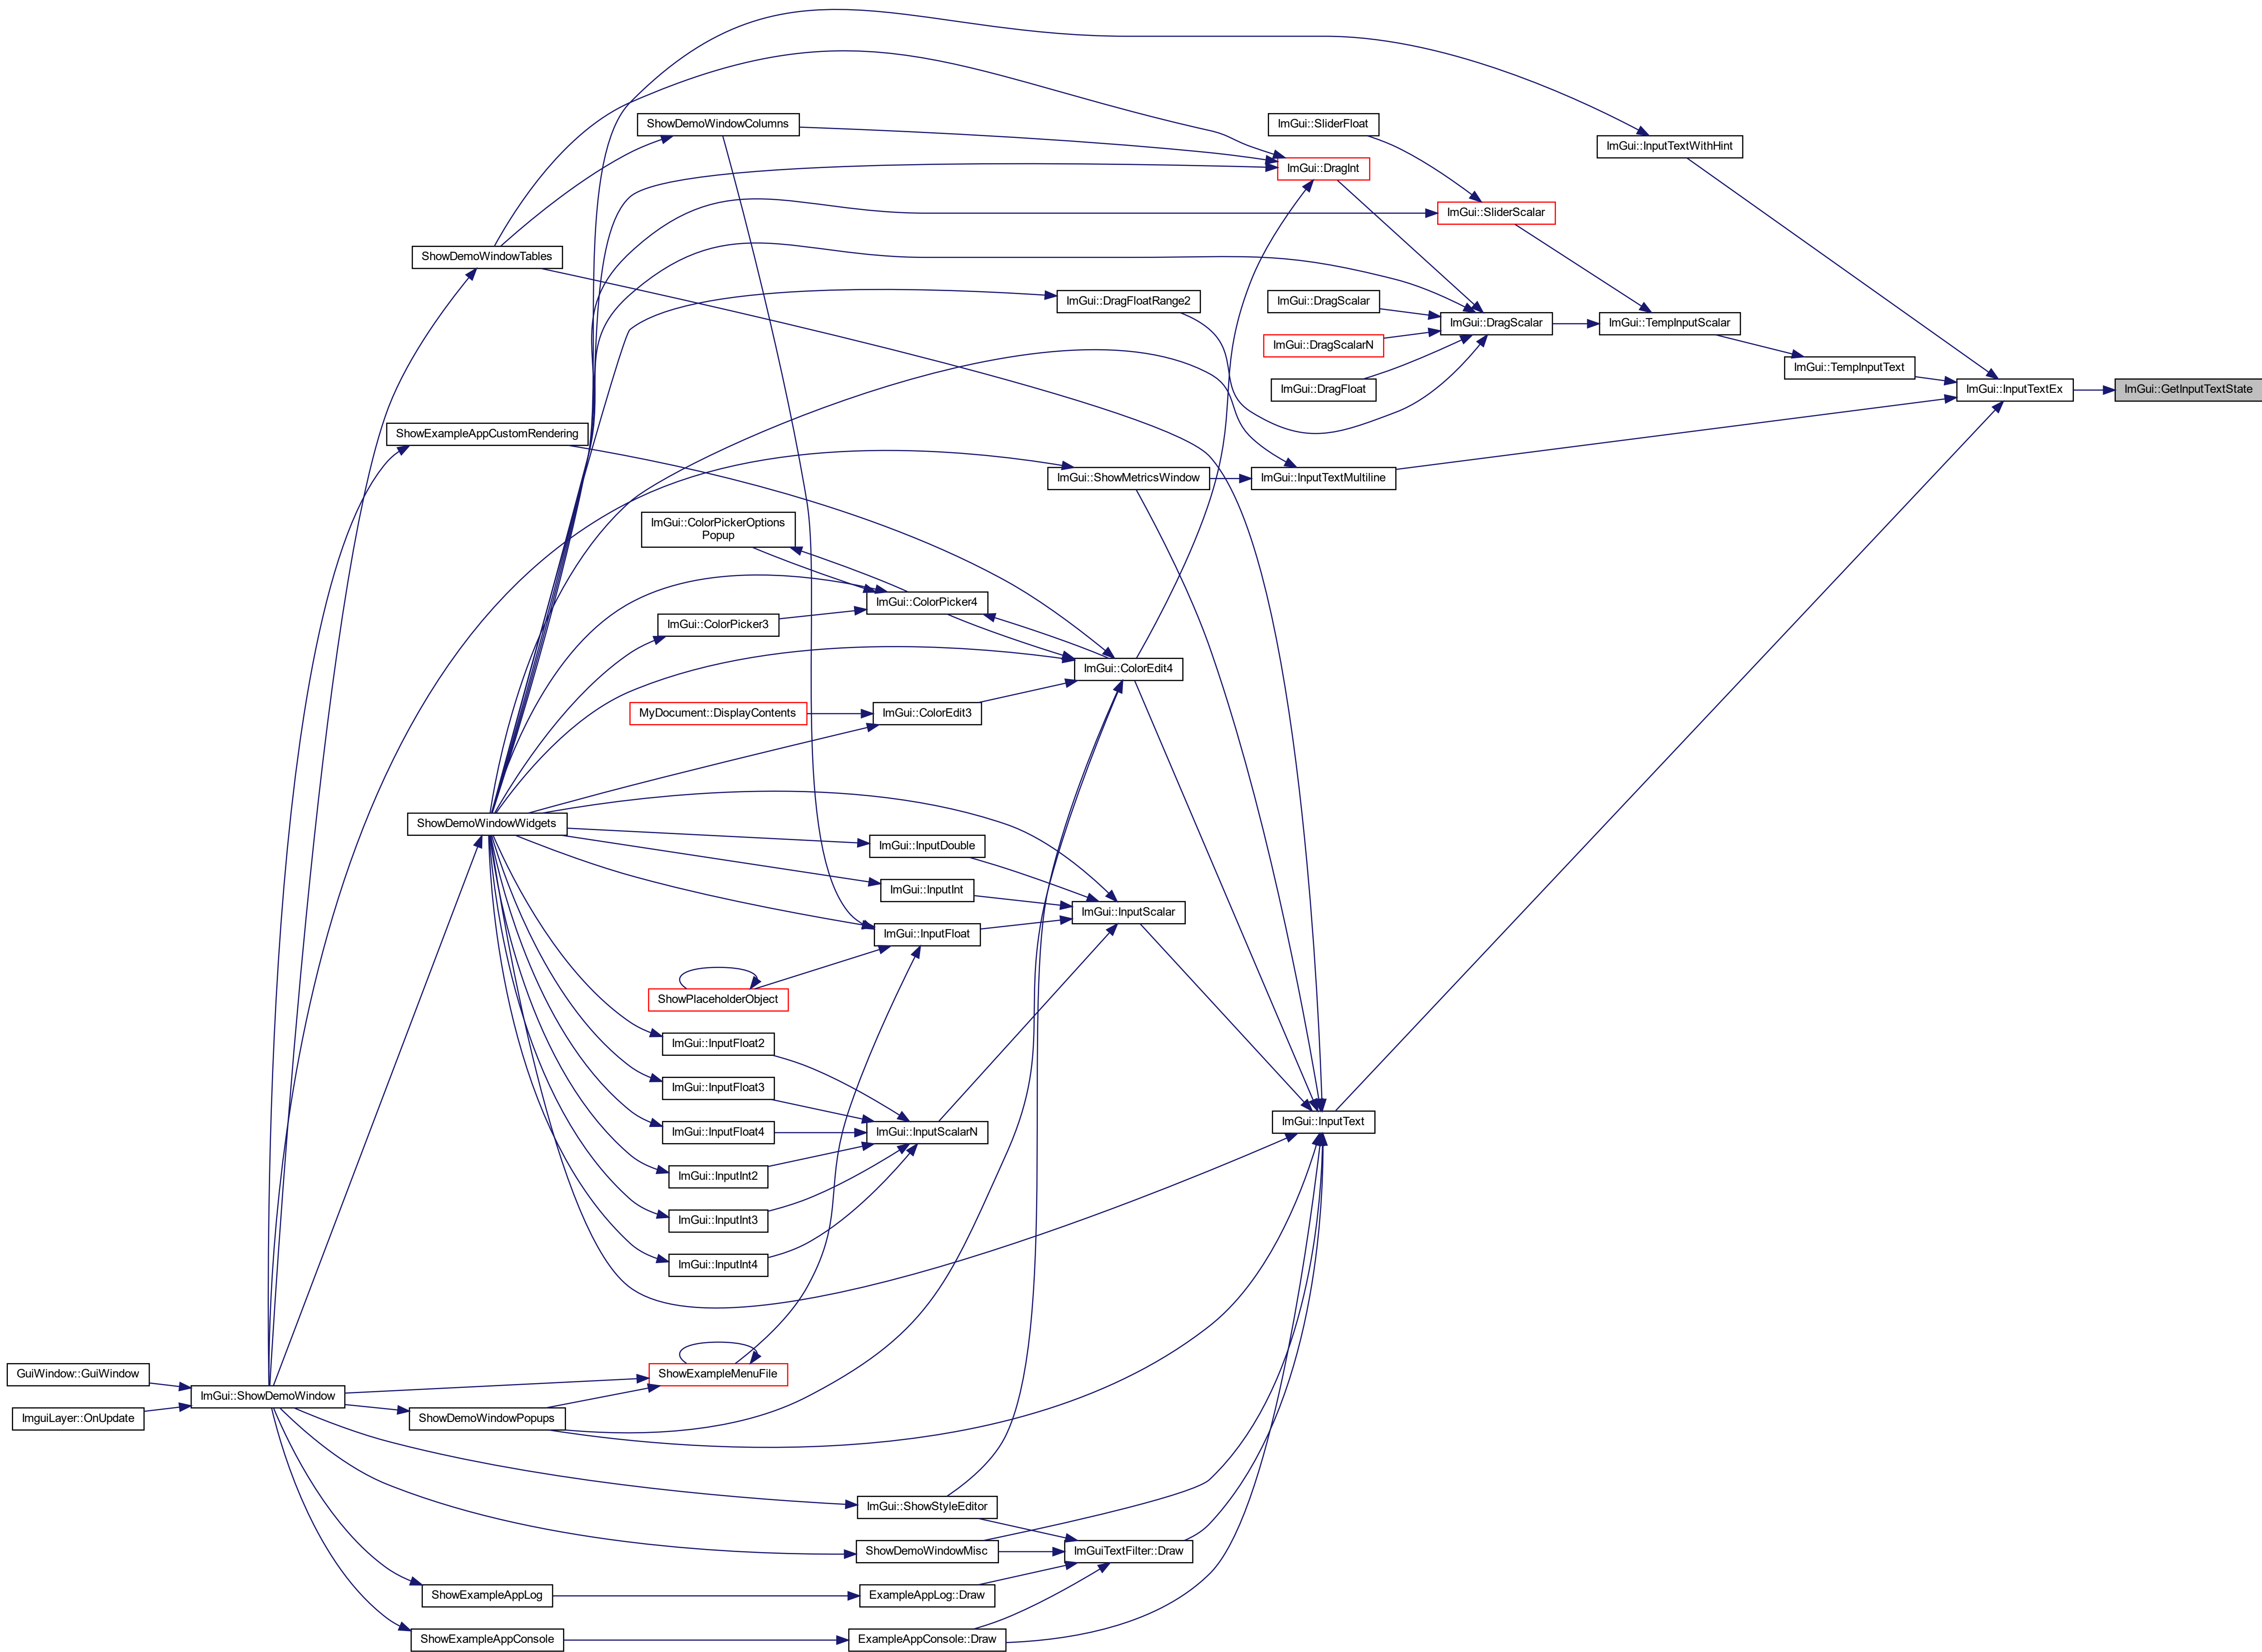 ShowDemoWindowColumns
ImGui::SliderFloat
ImGui::InputTextWithHint
ImGui::DragInt
ImGui::SliderScalar
ShowDemoWindowTables
ImGui::DragFloatRange2
ImGui::DragScalar
ImGui::DragScalar
ImGui::TempInputScalar
ImGui::DragScalarN
ImGui::TempInputText
ImGui::DragFloat
ImGui::InputTextEx
ImGui::GetInputTextState
ShowExampleAppCustomRendering
ImGui::ShowMetricsWindow
ImGui::InputTextMultiline
ImGui::ColorPickerOptions
Popup
ImGui::ColorPicker4
ImGui::ColorPicker3
ImGui::ColorEdit4
MyDocument::DisplayContents
ImGui::ColorEdit3
ShowDemoWindowWidgets
ImGui::InputDouble
ImGui::InputInt
ImGui::InputScalar
ImGui::InputFloat
ShowPlaceholderObject
ImGui::InputFloat2
ImGui::InputFloat3
ImGui::InputText
ImGui::InputFloat4
ImGui::InputScalarN
ImGui::InputInt2
ImGui::InputInt3
ImGui::InputInt4
GuiWindow::GuiWindow
ShowExampleMenuFile
ImGui::ShowDemoWindow
ImguiLayer::OnUpdate
ShowDemoWindowPopups
ImGui::ShowStyleEditor
ShowDemoWindowMisc
ImGuiTextFilter::Draw
ShowExampleAppLog
ExampleAppLog::Draw
ShowExampleAppConsole
ExampleAppConsole::Draw